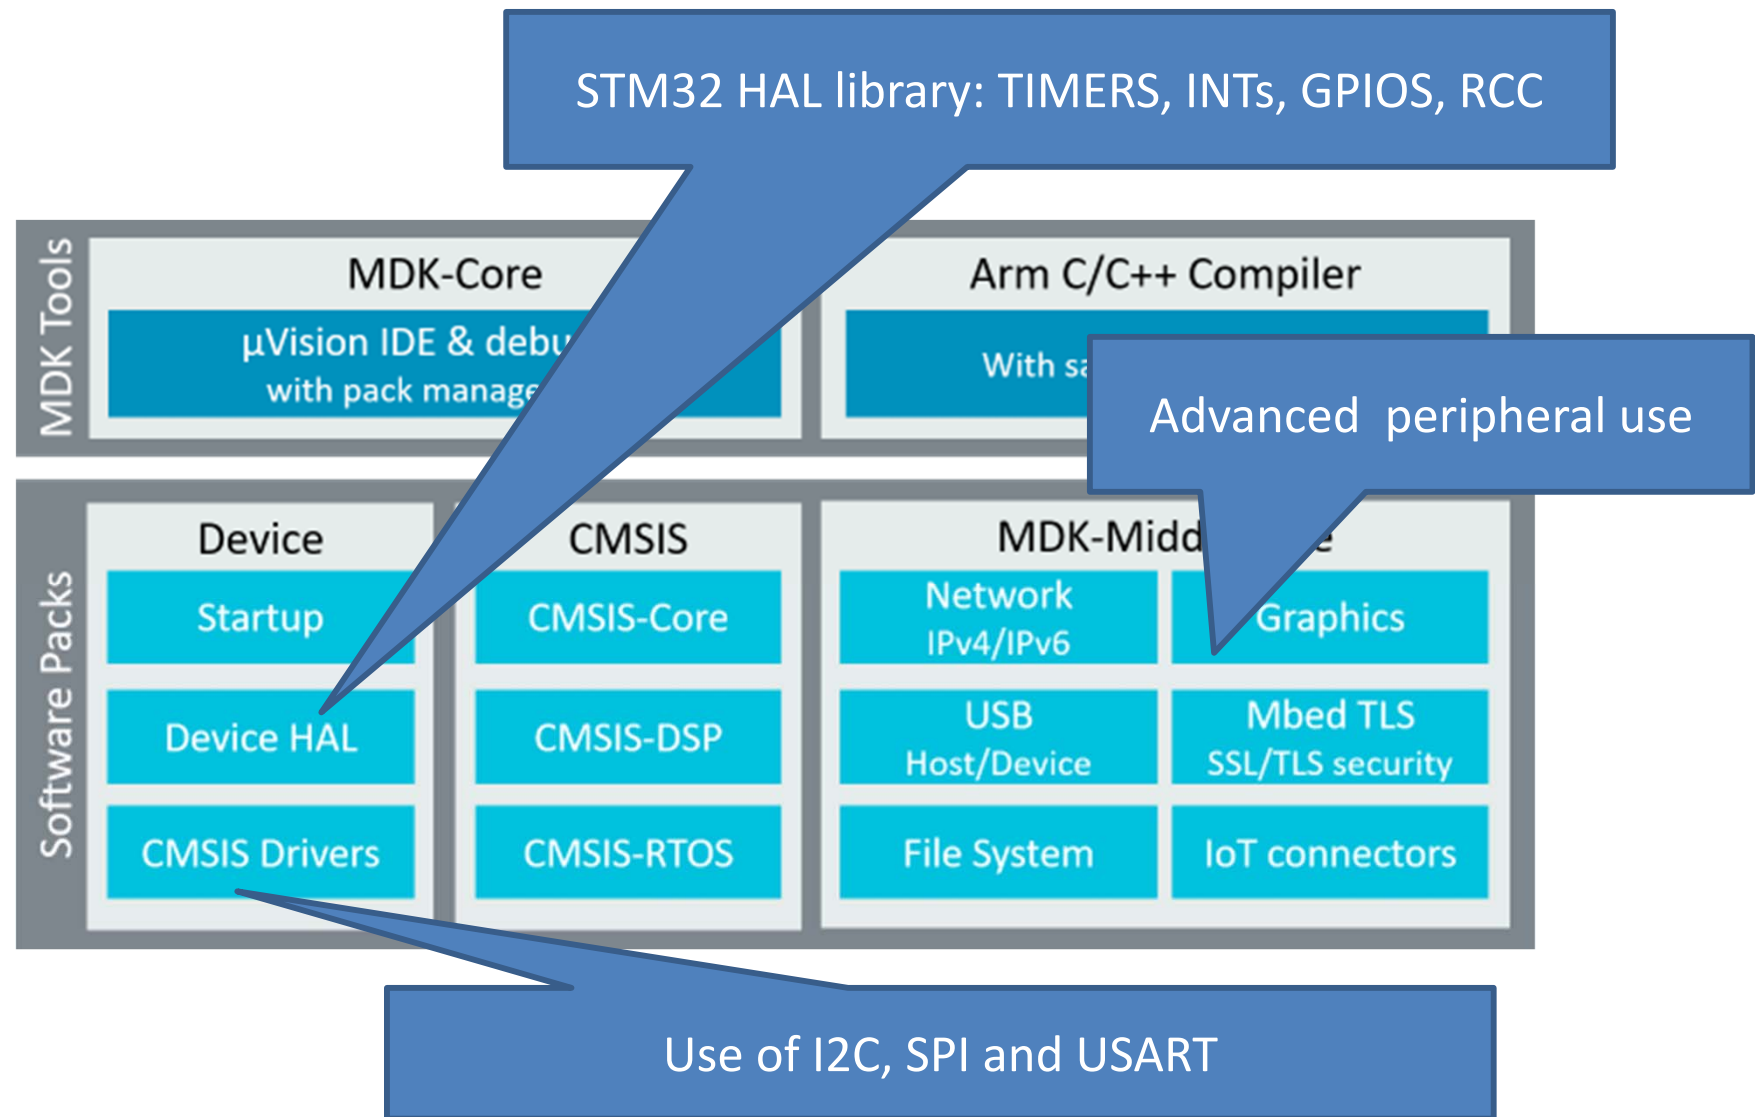 STM32 HAL library: TIMERS, INTs, GPIOS, RCC
MDK Tools
MDK-Core
µVision IDE & debu
with pack manage
Arm C/C++ Compiler
With sa
Advanced peripheral use
Software Packs
Device
Startup
Device HAL
CMSIS Drivers
CMSIS
CMSIS-Core
CMSIS-DSP
CMSIS-RTOS
MDK-Midd e
Network
IPv4/IPv6
Graphics
USB
Host/Device
Mbed TLS
SSL/TLS security
File System
IoT connectors
Use of I2C, SPI and USART